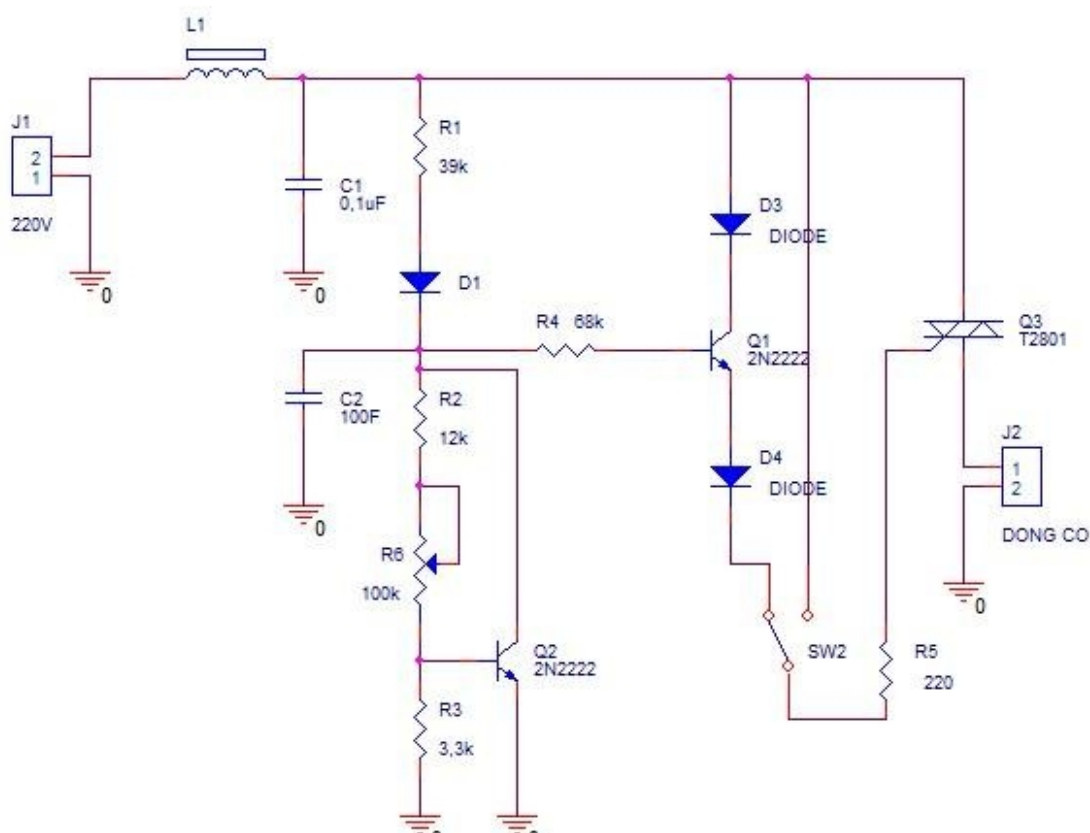 L1
J1
2
1
220V
0
C1
0,1uF
0
R1
39k
D1
R4 68k
C2
100F
0
R2
12k
R6
100k
R3
3,3k
Q2
2N2222
D3
DIODE
Q1
2N2222
D4
DIODE
SW2
R5
220
Q3
T2801
J2
1
2
DONG CO
0